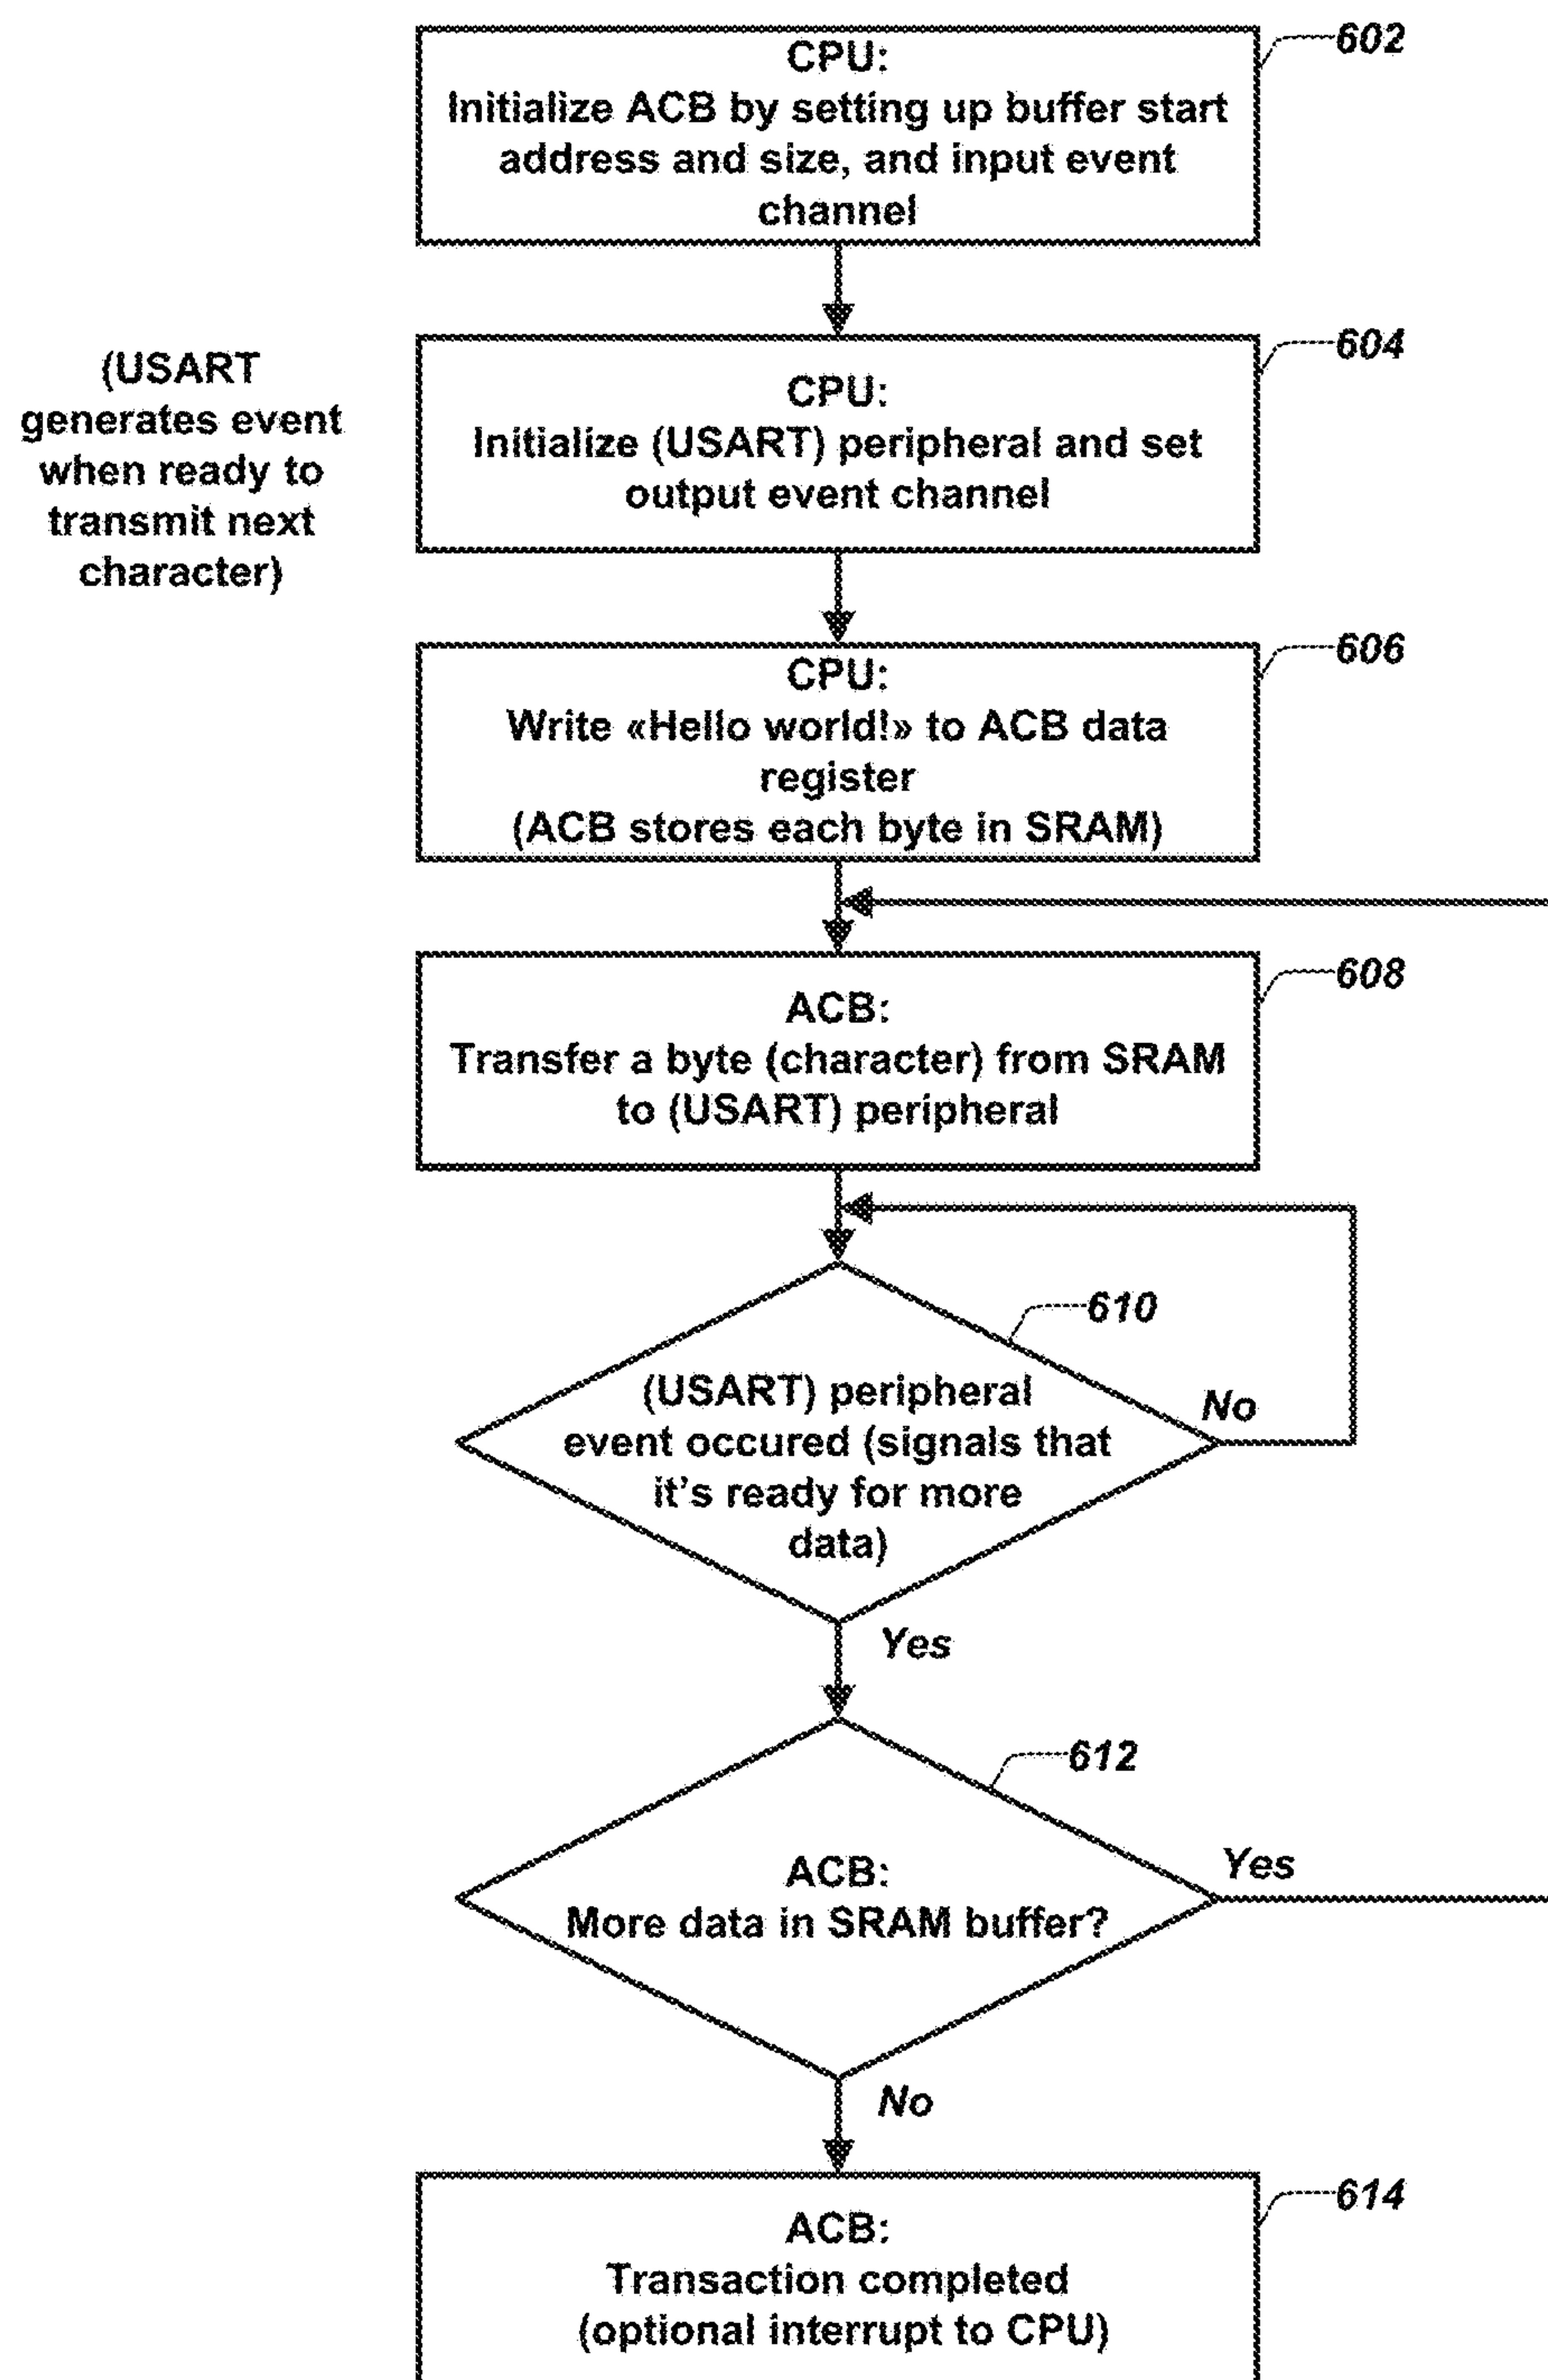 CPU:
Initialize ACB by setting up buffer start
address and size, and input event
channel
602
(USART
generates event
when ready to
transmit next
character)
CPU:
Initialize (USART) peripheral and set
output event channel
604
CPU:
Write «Hello world!» to ACB data
register
(ACB stores each byte in SRAM)
606
ACB:
Transfer a byte (character) from SRAM
to (USART) peripheral
608
610
(USART) peripheral
event occured (signals that
it's ready for more
data)
No
Yes
612
ACB:
More data in SRAM buffer?
Yes
No
ACB:
Transaction completed
(optional interrupt to CPU)
614